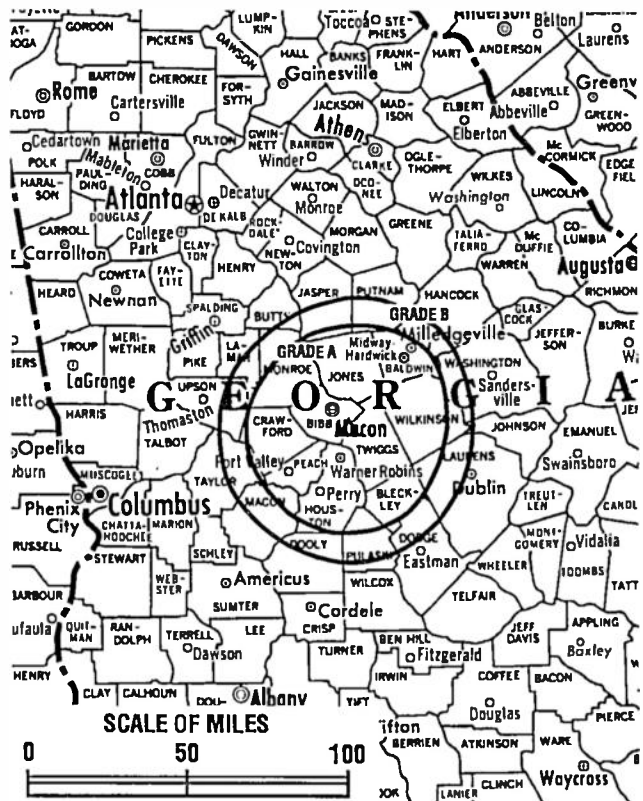 GORDON
LUMP-
KIN
Toccoa
STE-
PHENS
Anderson
Belton
Laurens
PICKENS
DAWSON
HALL
BANKS
FRANK-
LIN
HART
ANDERSON
BARTOW
CHEROKEE
FOR-
SYTH
Gainesville
ABBEVILLE
Rome
Cartersville
JACKSON
MAD-
ISON
ELBERT
Abbeville
Greenv
FLOYD
GREEN-
WOOD
Cedartown
Marietta
FULTON
GWIN-
NETT
BARROW
Athens
Elberton
POLK
Mableton
COBB
Winder
CLARKE
OGLE-
THORPE
Mc
CORMICK
EDGE
FIEL
HARAL-
SON
PAUL-
DING
Atlanta
Decatur
WALTON
Monroe
OCO-
NEE
WILKES
Washington
LINCOLN
DOUGLAS
DE KALB
CARROLL
College
Park
ROCK-
DALE
MORGAN
GREENE
TALIA-
FERRO
Mc
DUFFIE
CO-
LUMBIA
Carrollton
CLAY-
TON
NEW-
TON
Covington
WARREN
Augusta
COWETA
FAY-
ETTE
HENRY
JASPER
PUTNAM
HANCOCK
RICHMON
HEARD
Newnan
SPALDING
BUTTS
GRADE B
GLAS-
COCK
BURKE
TROUP
MERI-
WETHER
Griffin
LA-
MAR
GRADE A
Midway-
Hardwick
Milledgeville
JEFFER-
SON
BERS
LaGrange
PIKE
MONROE
JONES
BALDWIN
WASHINGTON
Sanders-
ville
UPSON
GEORGIA
HARRIS
Thomaston
BIBB
Macon
CRAW-
FORD
WILKINSON
JOHNSON
EMANUEL
Opelika
TALBOT
TWIGGS
Swainsboro
burn
MUSCOGEE
TAYLOR
Fort Valley
PEACH
Warner Robins
LAURENS
Phenix
City
Columbus
MACON
Perry
BLECK-
LEY
Dublin
TREUT-
LEN
CHATTA-
HOOCHEE
MARION
HOUS-
TON
MONT-
GOMERY
Vidalia
RUSSELL
STEWART
SCHLEY
DOOLY
PULASKI
DODGE
Eastman
WHEELER
TOOMBS
BARBOUR
WEB-
STER
Americus
WILCOX
TATT
SUMTER
TELFAIR
ufaula
QUIT-
MAN
RAN-
DOLPH
TERRELL
LEE
Cordele
CRISP
JEFF
DAVIS
APPLING
Dawson
BEN HILL
Baxley
HENRY
TURNER
Fitzgerald
CLAY
CALHOUN
DOU-
Albany
TIFT
IRWIN
COFFEE
BACON
SCALE OF MILES
Douglas
PIERCE
ifton
BERRIEN
ATKINSON
WARE
0
50
100
Waycross
OOK
LANIER
CLINCH